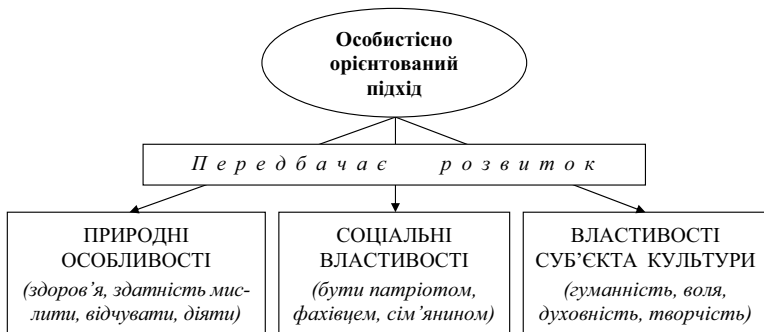 Особистісно
орієнтований
підхід
Передбачає розвиток
ПРИРОДНІ
ОСОБЛИВОСТІ
(здоров’я, здатність мис-
лити, відчувати, діяти)
СОЦІАЛЬНІ
ВЛАСТИВОСТІ
(бути патріотом,
фахівцем, сім’янином)
ВЛАСТИВОСТІ
СУБ’ЄКТА КУЛЬТУРИ
(гуманність, воля,
духовність, творчість)